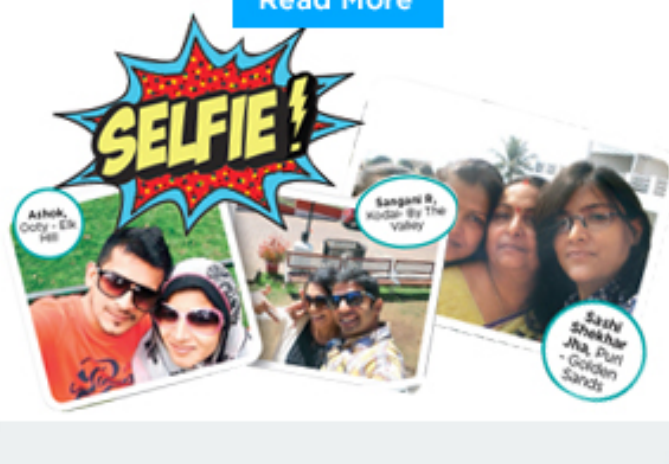 Read More
SELFIE!
Ashok,
Ooty - Elk
Hill
Sangani R,
Kodai- By The
Valley
Sashi
Shekhar
Jha, Puri
- Golden
Sands